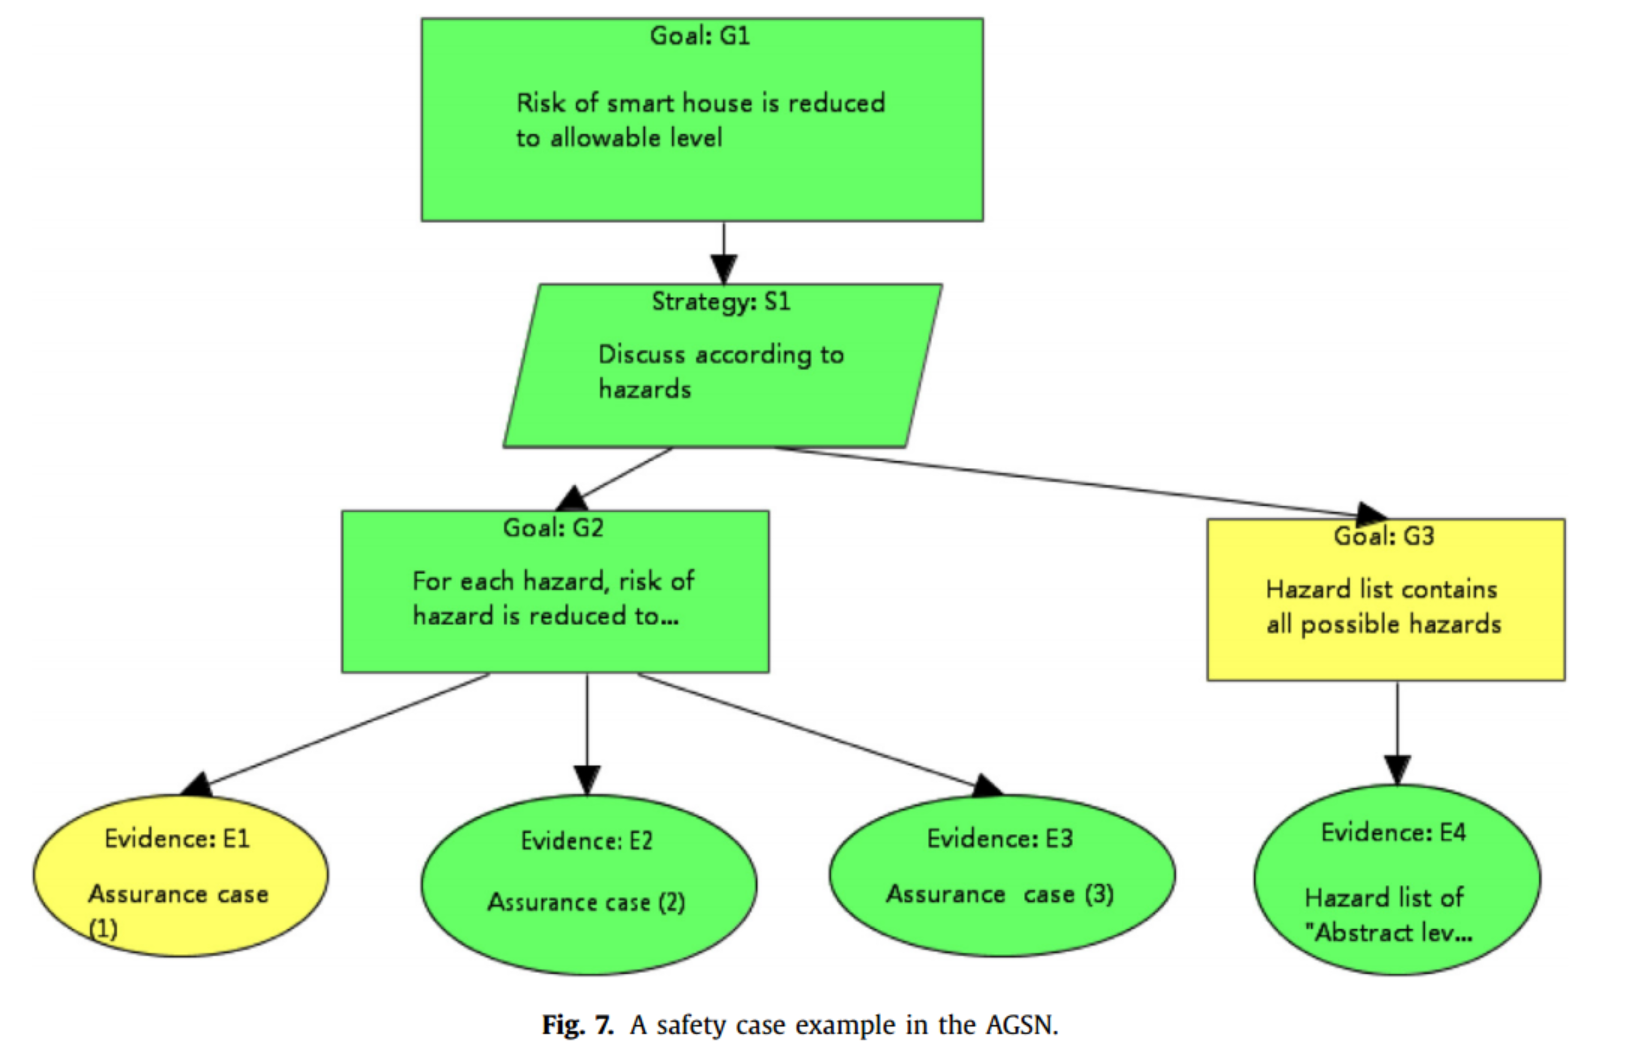 Goal: G1
Risk of smart house is reduced
to allowable level
Strategy: S1
Discuss according to
hazards
Goal: G2
For each hazard, risk of
hazard is reduced to...
Goal: G3
Hazard list contains
all possible hazards
Evidence: E1
Assurance case
(1)
Evidence: E2
Assurance case (2)
Evidence: E3
Assurance case (3)
Evidence: E4
Hazard list of
"Abstract lev...
Fig. 7. A safety case example in the AGSN.